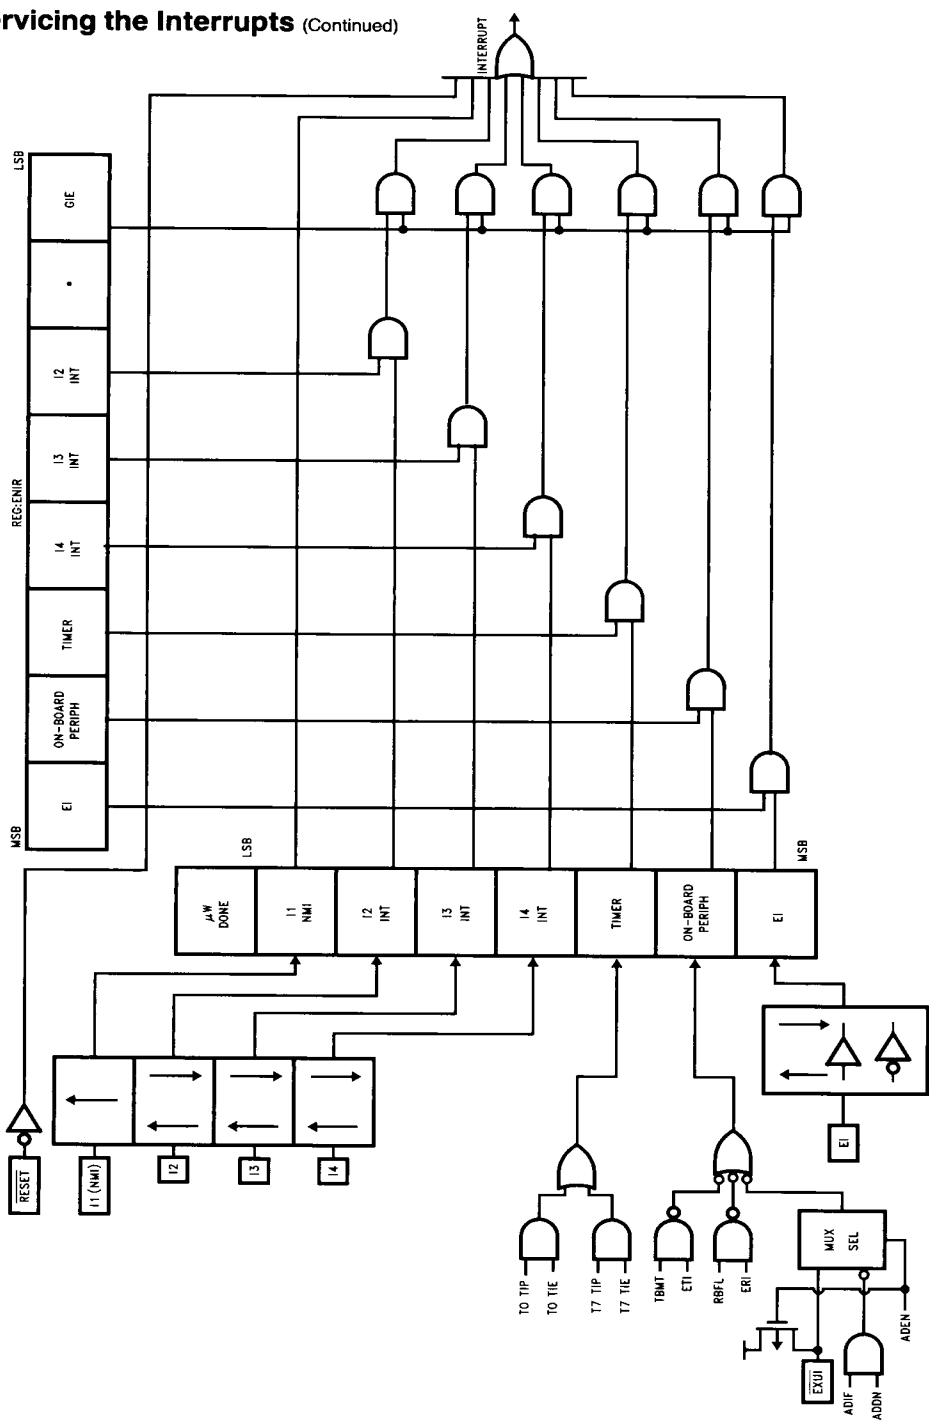 rvicing the Interrupts (Continued)
INTERRUPT
LSB
GIE
•
I2
INT
I3
INT
REG:ENIR
I4
INT
TIMER
ON-BOARD
PERIPH
EI
MSB
LSB
µW
DONE
I1
NMI
I2
INT
I3
INT
I4
INT
TIMER
ON-BOARD
PERIPH
EI
MSB
RESET
I1 (NMI)
I2
I3
I4
EI
T0 TIP
T0 TIE
T7 TIP
T7 TIE
TBMT
ETI
RBFL
ERI
MUX
SEL
EXUI
ADIF
ADDN
ADEN